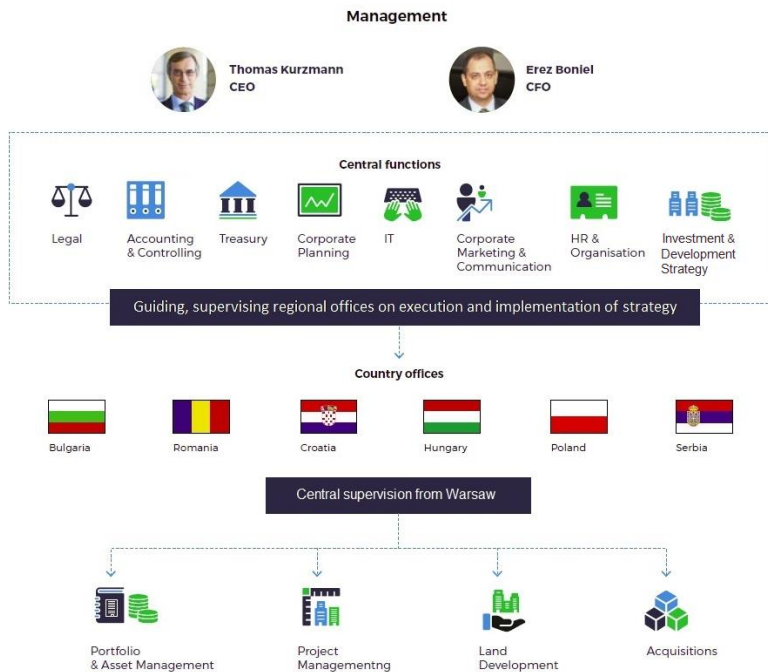 Management
Thomas Kurzmann
CEO
Erez Boniel
CFO
Central functions
Legal
Accounting
& Controlling
Treasury
Corporate
Planning
IT
Corporate
Marketing &
Communication
HR &
Organisation
Investment &
Development
Strategy
Guiding, supervising regional offices on execution and implementation of strategy
Country offices
Bulgaria
Romania
Croatia
Hungary
Poland
Serbia
Central supervision from Warsaw
Portfolio
& Asset Management
Project
Managementng
Land
Development
Acquisitions